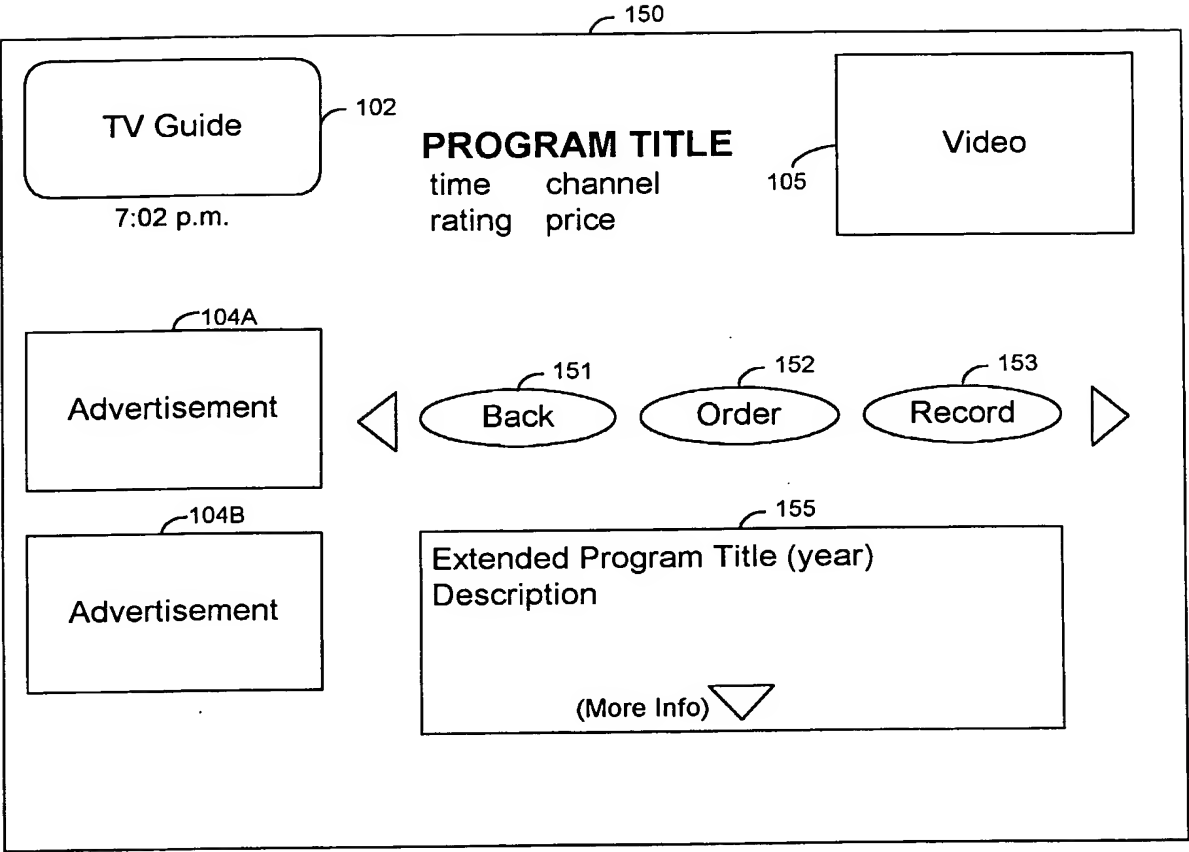 150
TV Guide
102
7:02 p.m.
PROGRAM TITLE
time channel
rating price
105
Video
104A
Advertisement
151
Back
152
Order
153
Record
104B
Advertisement
155
Extended Program Title (year)
Description
(More Info)